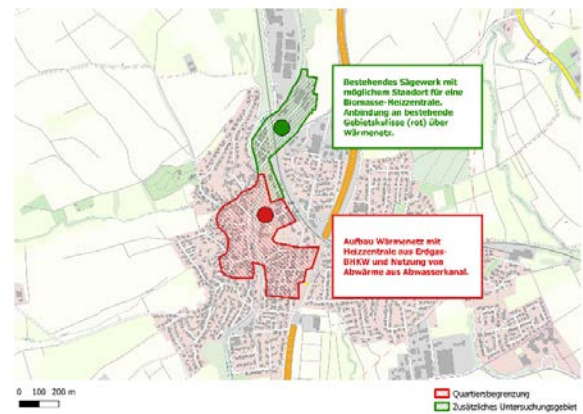 Bestehendes Sägewerk mit
möglichem Standort für eine
Biomasse-Heizzentrale.
Anbindung an bestehende
Gebietskulisse (rot) über
Wärmenetz.
Aufbau Wärmenetz mit
Heizzentrale aus Erdgas-
BHKW und Nutzung von
Abwärme aus Abwasserkanal.
0 100 200 m
Quartiersbegrenzung
Zusätzliches Untersuchungsgebiet